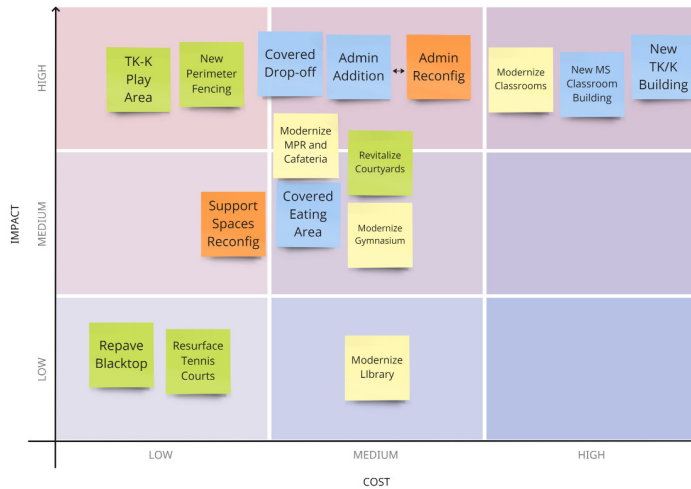 IMPACT
HIGH
MEDIUM
LOW
TK-K
Play
Area
New
Perimeter
Fencing
Covered
Drop-off
Admin
Addition
Admin
Reconfig
Modernize
Classrooms
New MS
Classroom
Building
New
TK/K
Building
Modernize
MPR and
Cafateria
Revitalize
Courtyards
Support
Spaces
Reconfig
Covered
Eating
Area
Modernize
Gymnasium
Repave
Blacktop
Resurface
Tennis
Courts
Modernize
LIbrary
LOW
MEDIUM
HIGH
COST